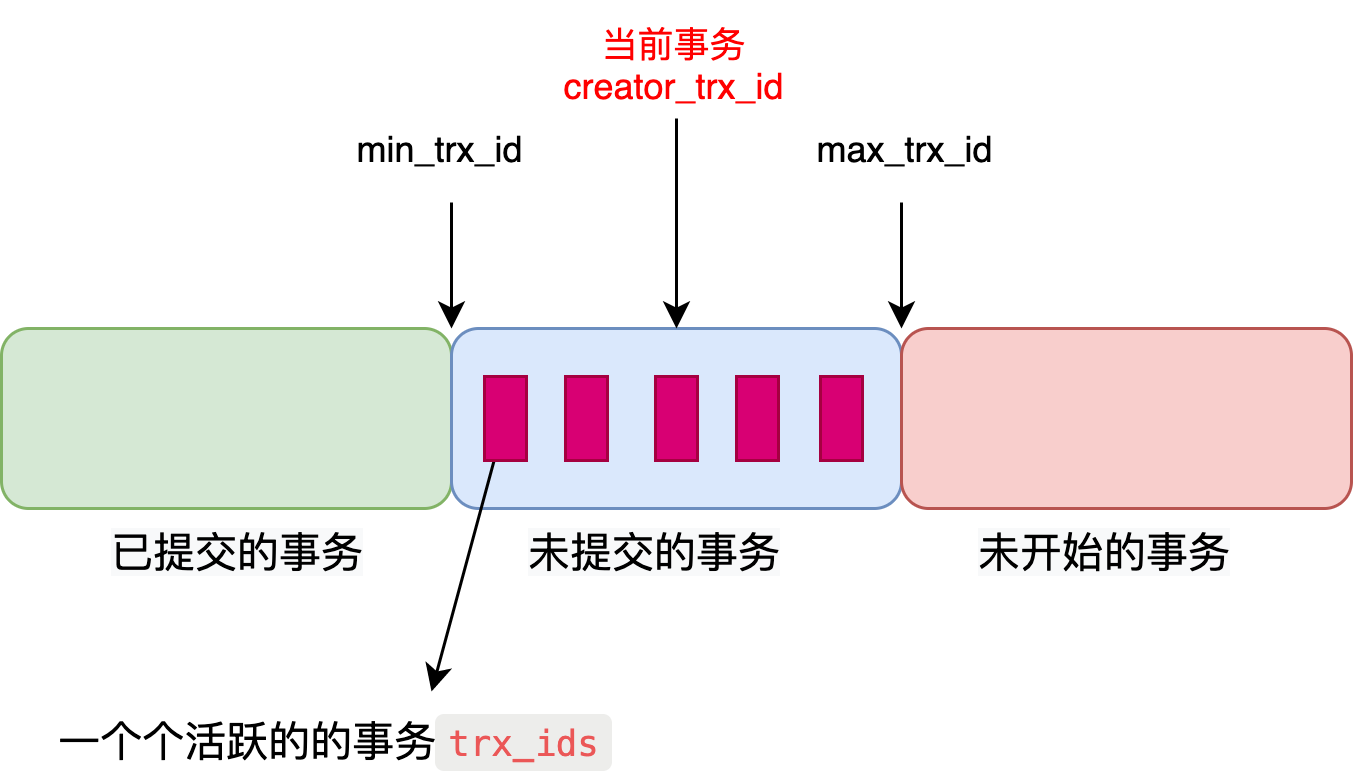 当前事务
creator_trx_id
min_trx_id
max_trx_id
已提交的事务
未提交的事务
未开始的事务
一个个活跃的的事务 trx_ids